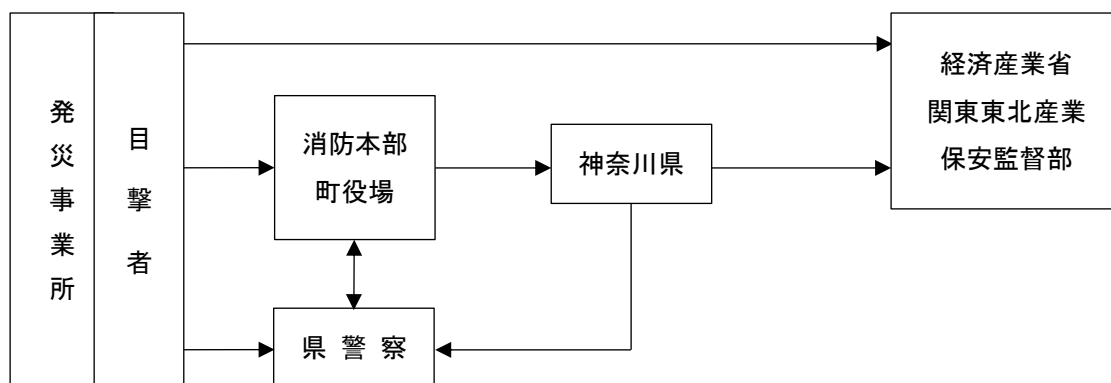 発災事業所
目撃者
消防本部
町役場
県警察
神奈川県
経済産業省
関東東北産業
保安監督部